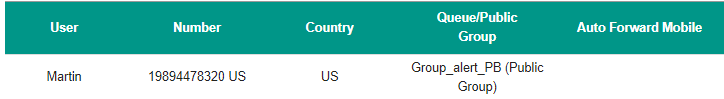 User Number Country Queue/Public Group Auto Forward Mobile
Martin 19894478320 US US Group_alert_PB (Public Group)